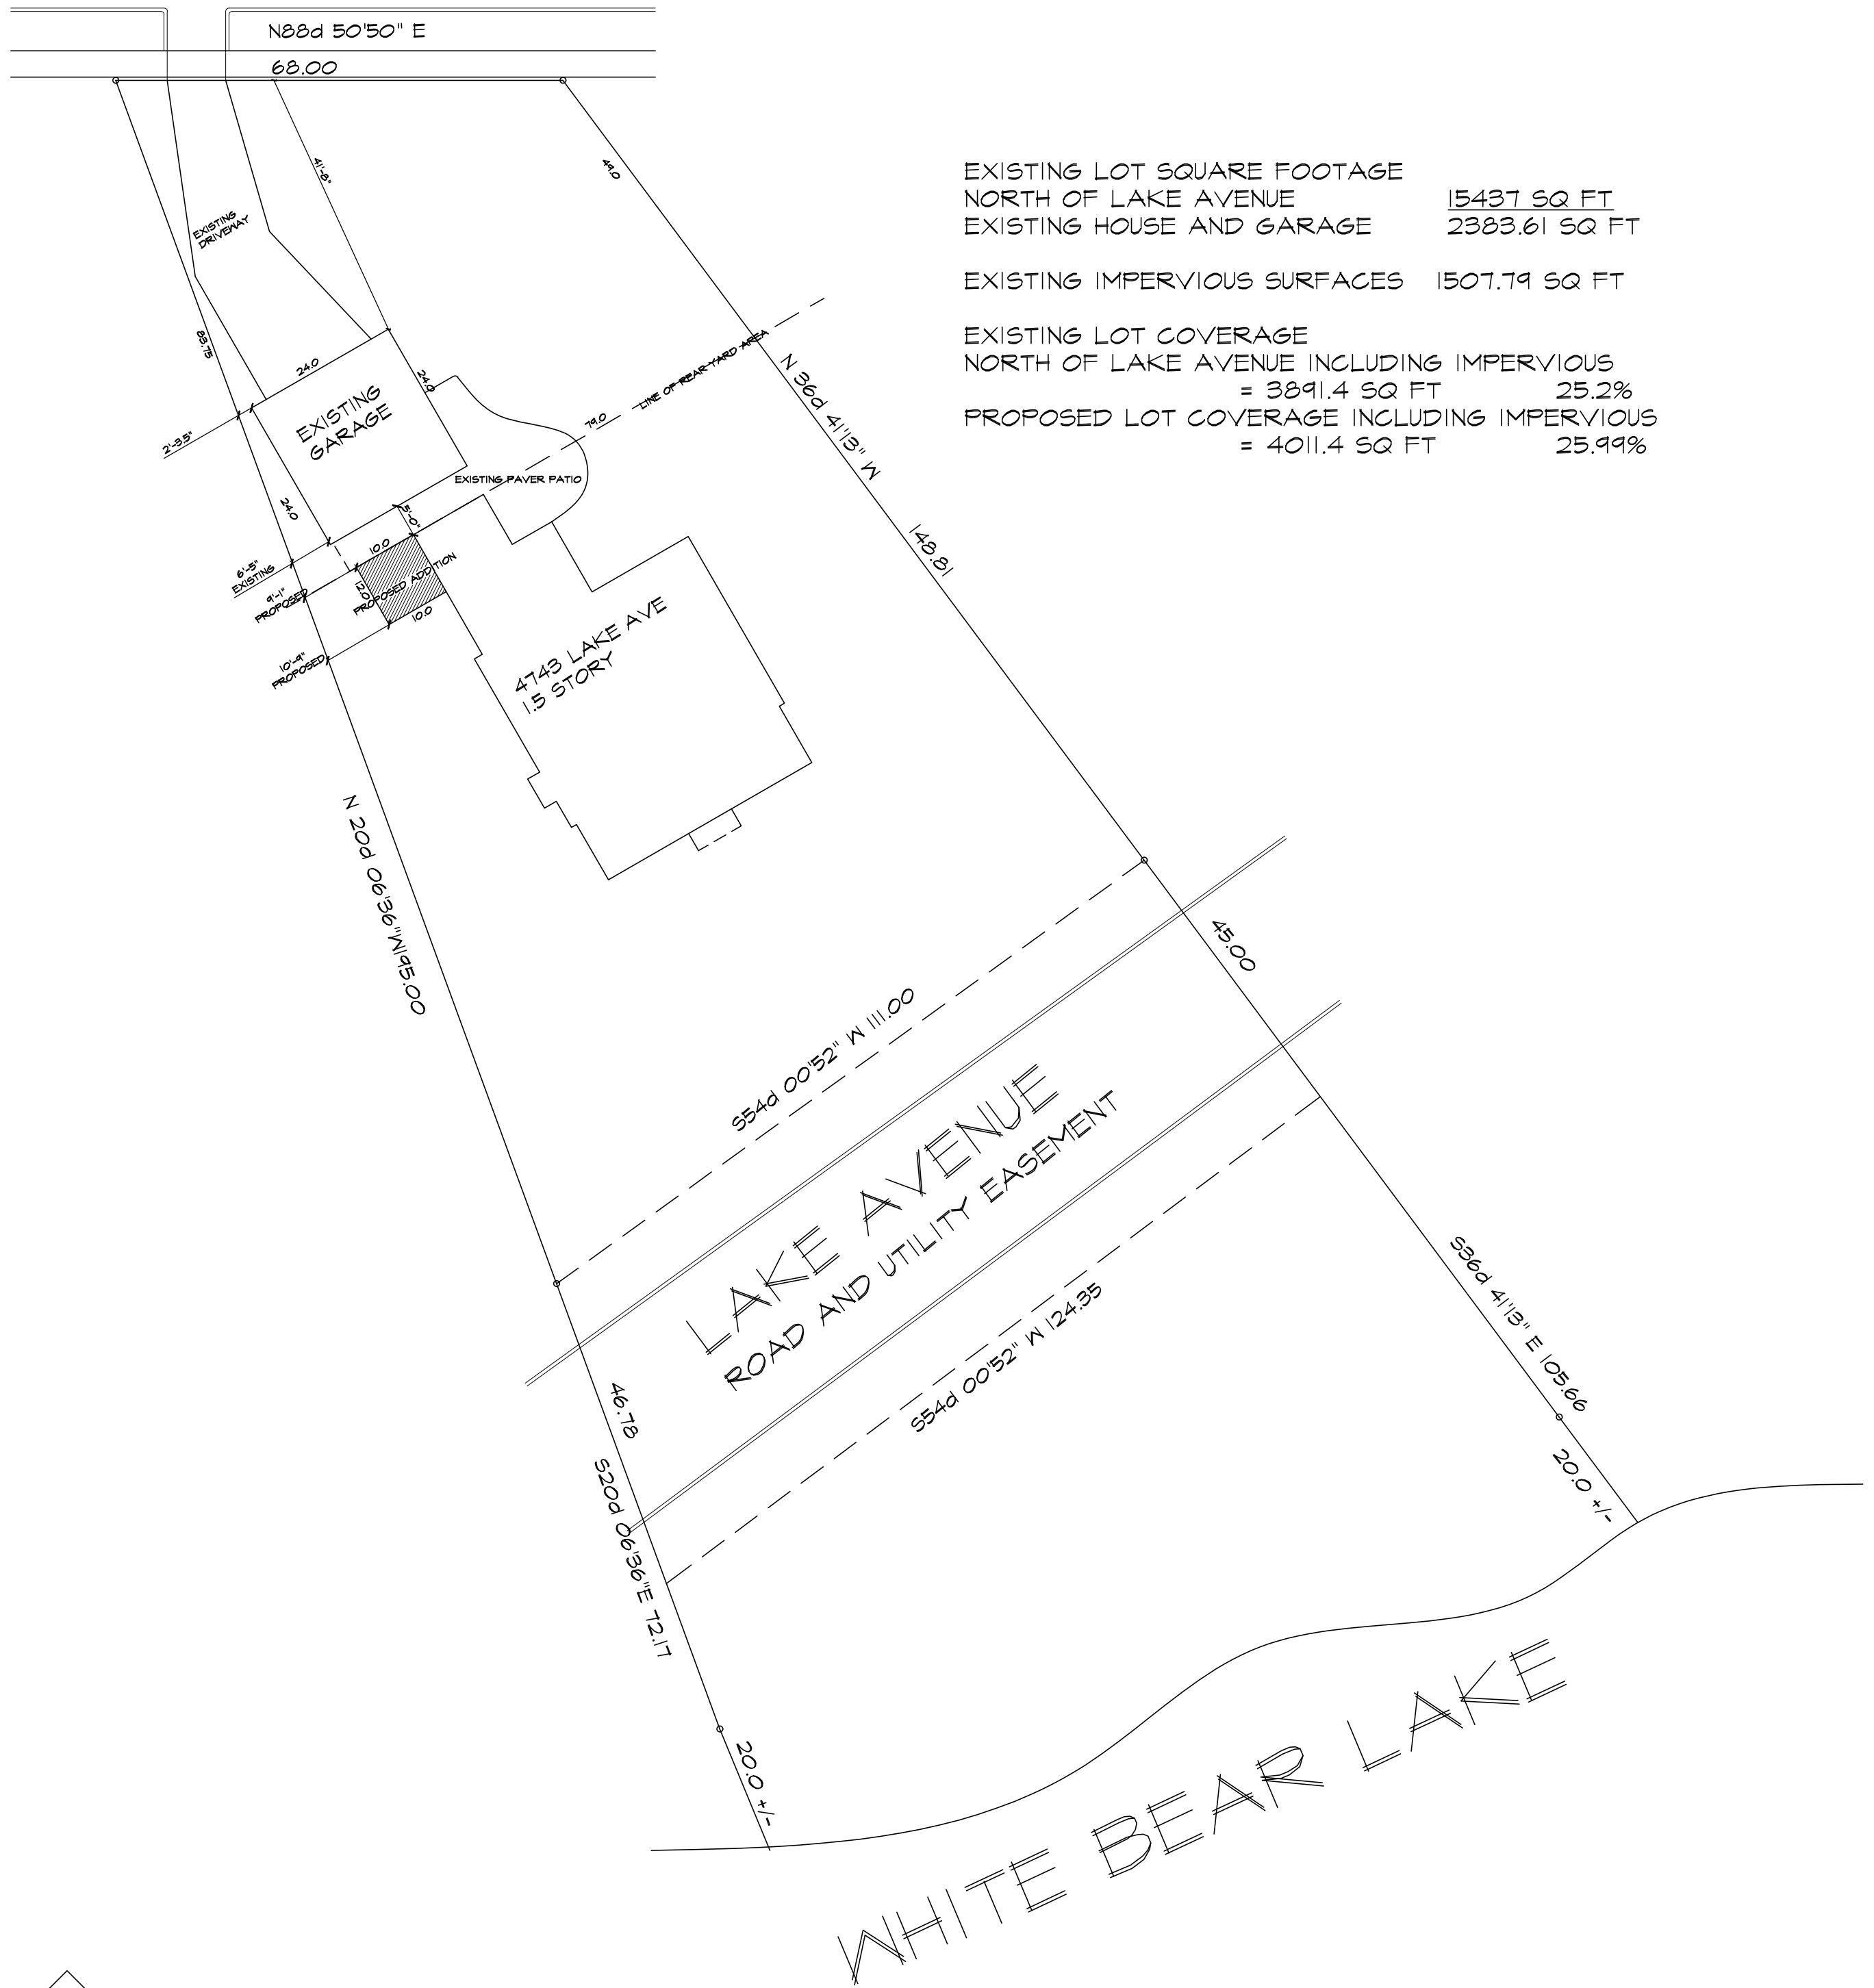 N88d 50'50" E
68.00
41'-8"
49.0
EXISTING
DRIVEWAY
EXISTING LOT SQUARE FOOTAGE
NORTH OF LAKE AVENUE 15437 SQ FT
EXISTING HOUSE AND GARAGE 2383.61 SQ FT
EXISTING IMPERVIOUS SURFACES 1507.79 SQ FT
EXISTING LOT COVERAGE
NORTH OF LAKE AVENUE INCLUDING IMPERVIOUS
= 3891.4 SQ FT 25.2%
PROPOSED LOT COVERAGE INCLUDING IMPERVIOUS
= 4011.4 SQ FT 25.99%
83.75
24.0
24.0
EXISTING
GARAGE
2'-3.5"
79.0
LINE OF REAR YARD AREA
N 36d 41'13" W
148.81
EXISTING PAVER PATIO
24.0
5'-0"
10.0
6'-5"
EXISTING
9'-1"
PROPOSED
12.0
PROPOSED ADDITION
10.0
10'-9"
PROPOSED
4743 LAKE AVE
1.5 STORY
N 20d 06'36"W195.00
45.00
S54d 00'52" W 111.00
LAKE AVENUE
ROAD AND UTILITY EASEMENT
S54d 00'52" W 124.35
S36d 41'13" E 105.66
20.0 +/-
46.78
S20d 06'36"E 72.17
20.0 +/-
WHITE BEAR LAKE